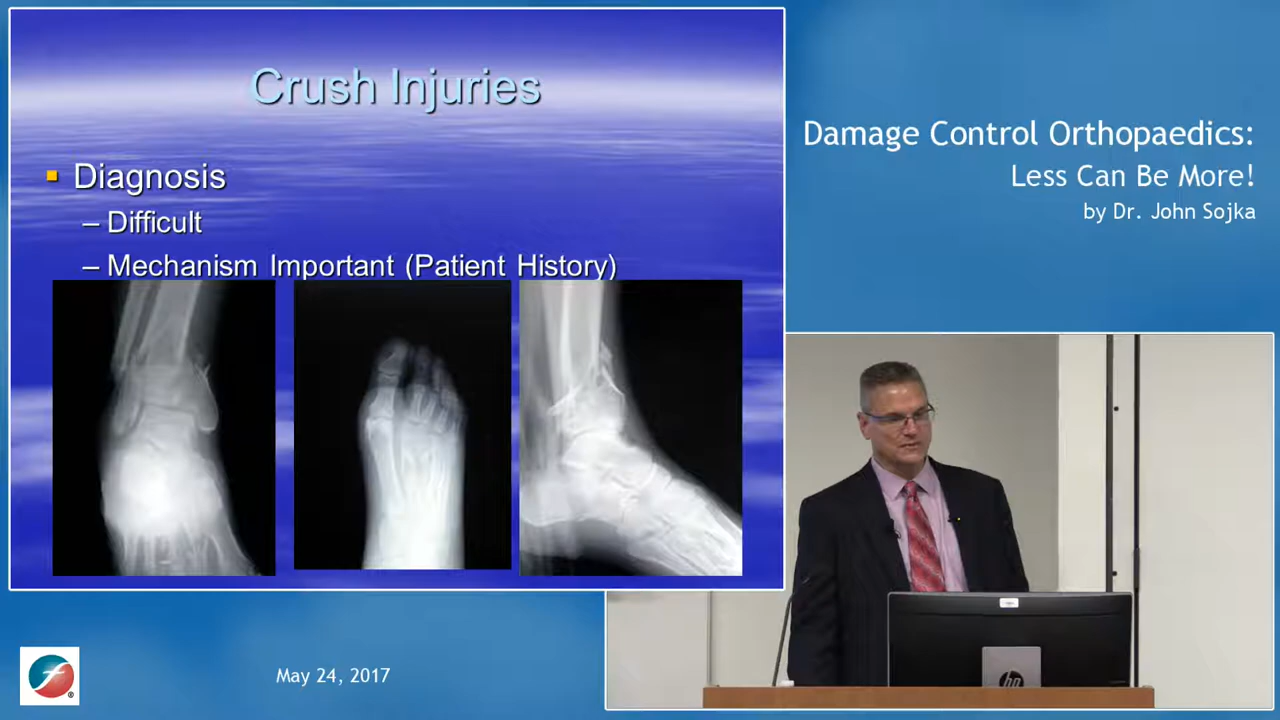 Crush Injuries
Diagnosis
– Difficult
– Mechanism Important (Patient History)
Damage Control Orthopaedics:
Less Can Be More!
by Dr. John Sojka
May 24, 2017
hp
f ®